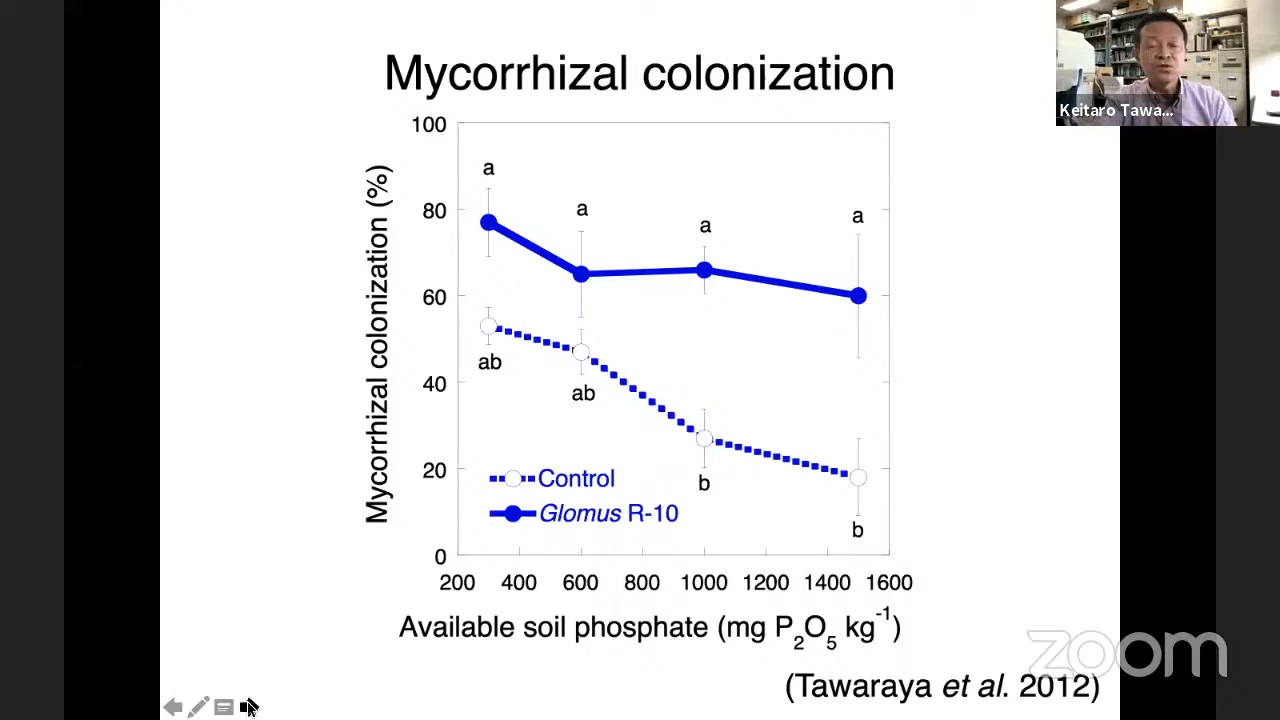 Mycorrhizal colonization
Keitaro Tawa...
100
80
60
40
20
0
Mycorrhizal colonization (%)
a
a
a
a
ab
ab
b
b
Control
Glomus R-10
200 400 600 800 1000 1200 1400 1600
Available soil phosphate (mg P₂O₅ kg⁻¹)
(Tawaraya et al. 2012)
zoom